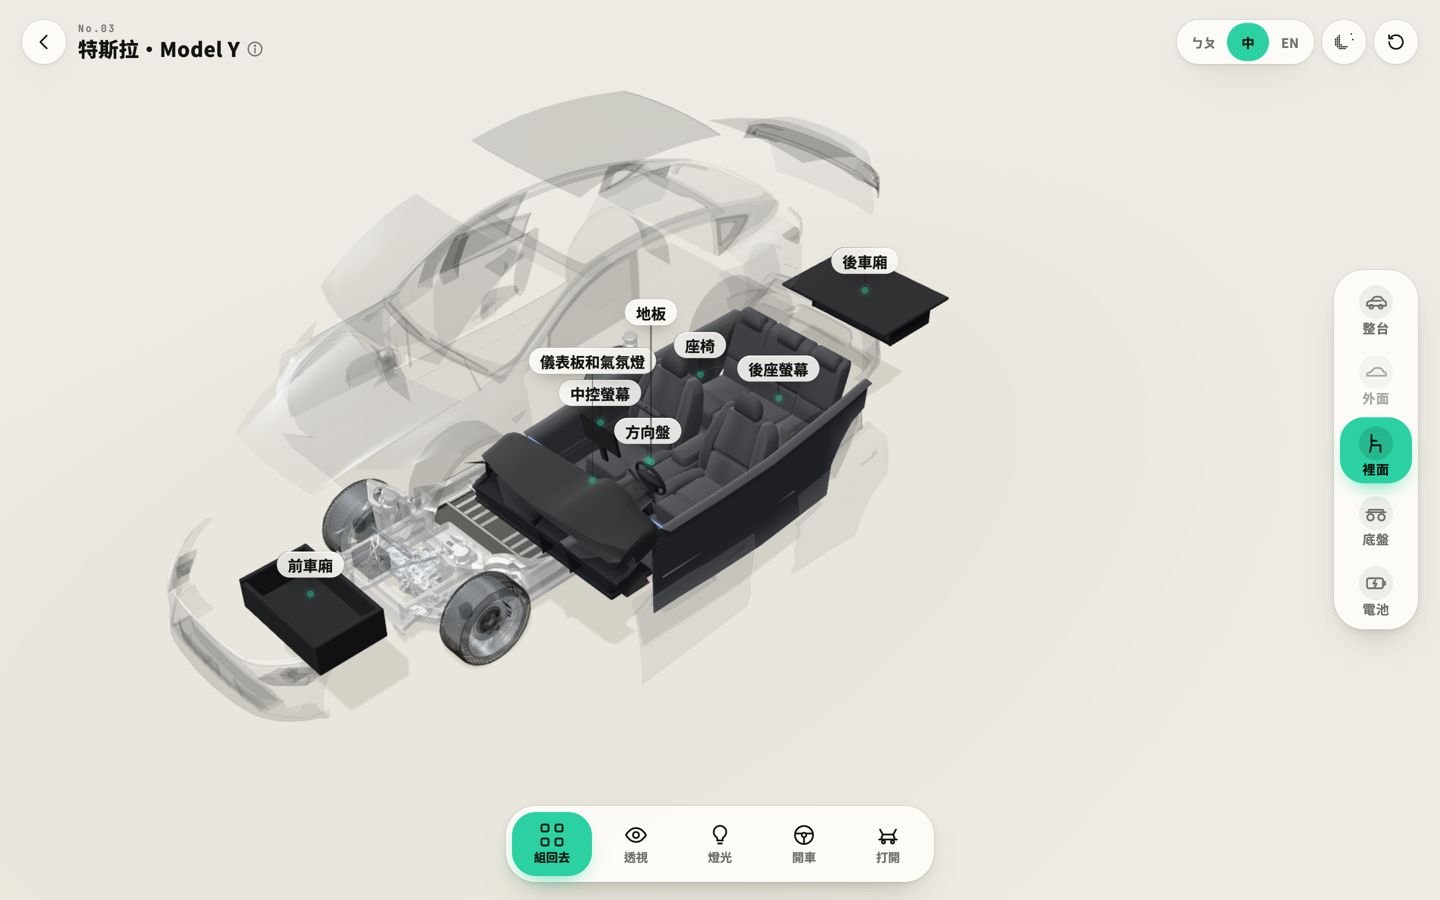 No.03
特斯拉・Model Y
ㄅㄆ
中
EN
後車廂
地板
座椅
儀表板和氣氛燈
後座螢幕
中控螢幕
方向盤
前車廂
整台
外面
裡面
底盤
電池
組回去
透視
燈光
開車
打開